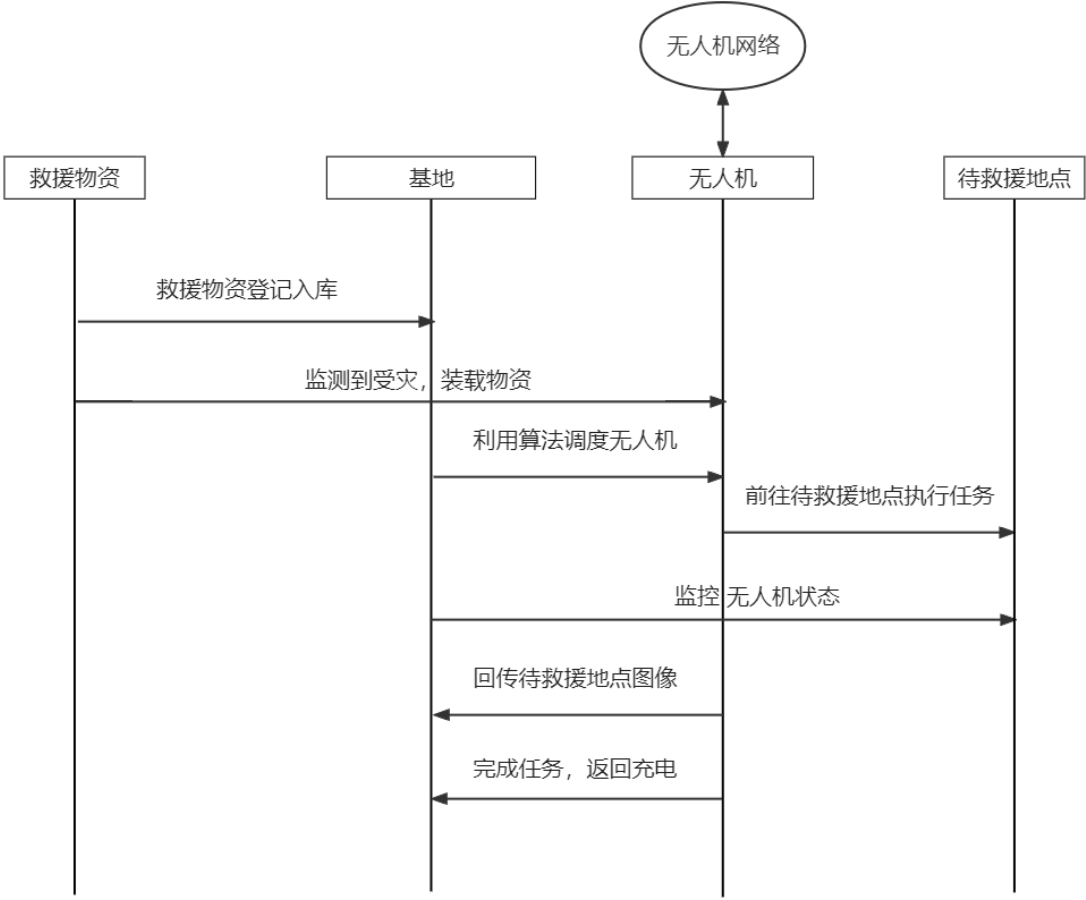 无人机网络
救援物资
基地
无人机
待救援地点
救援物资登记入库
监测到受灾，装载物资
利用算法调度无人机
前往待救援地点执行任务
监控 无人机状态
回传待救援地点图像
完成任务，返回充电